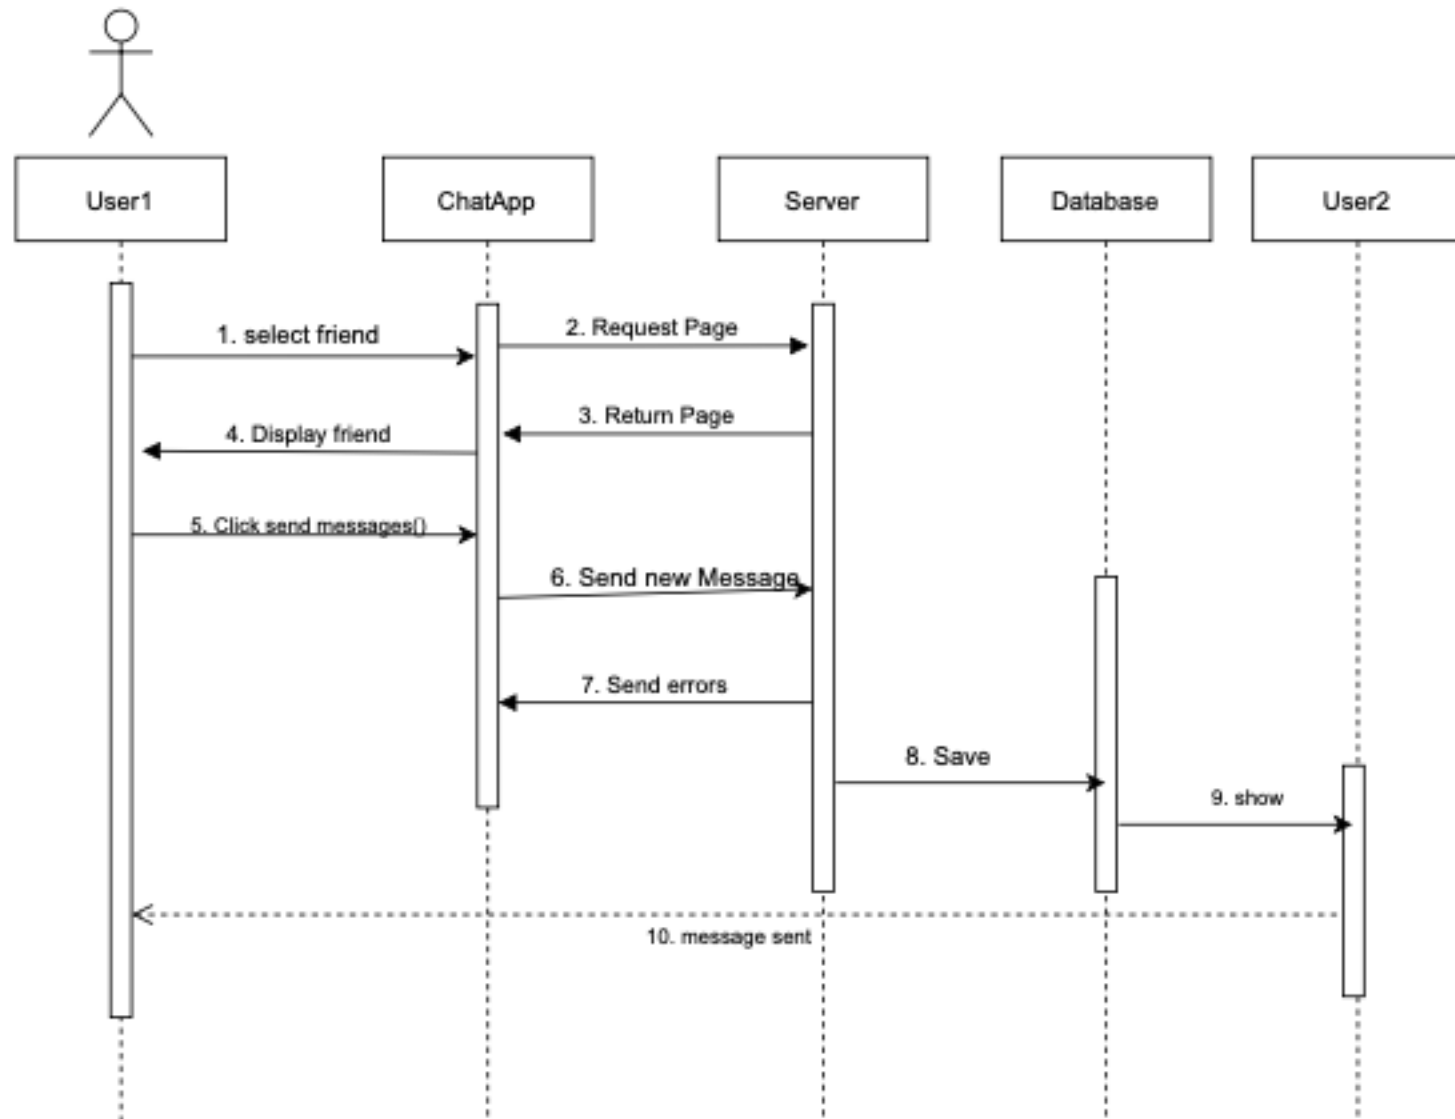 User1
ChatApp
Server
Database
User2
1. select friend
2. Request Page
3. Return Page
4. Display friend
5. Click send messages()
6. Send new Message
7. Send errors
8. Save
9. show
10. message sent